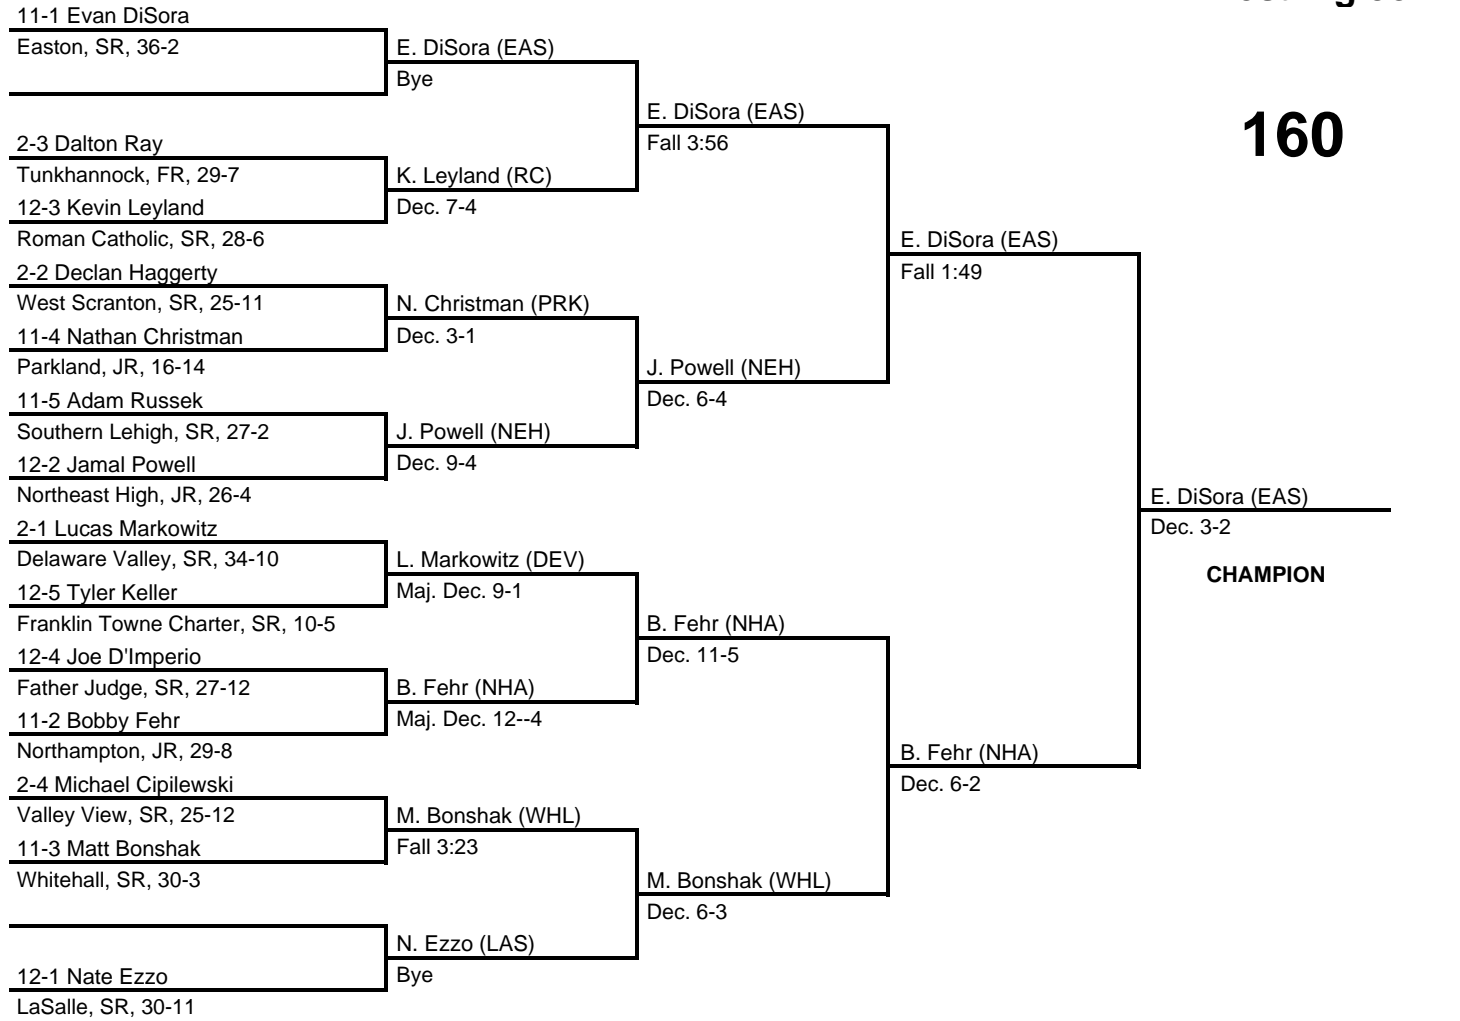 11-1 Evan DiSora
Easton, SR, 36-2
E. DiSora (EAS)
Bye
E. DiSora (EAS)
Fall 3:56
160
2-3 Dalton Ray
Tunkhannock, FR, 29-7
K. Leyland (RC)
12-3 Kevin Leyland
Dec. 7-4
Roman Catholic, SR, 28-6
E. DiSora (EAS)
2-2 Declan Haggerty
Fall 1:49
West Scranton, SR, 25-11
N. Christman (PRK)
11-4 Nathan Christman
Dec. 3-1
Parkland, JR, 16-14
J. Powell (NEH)
11-5 Adam Russek
Dec. 6-4
Southern Lehigh, SR, 27-2
J. Powell (NEH)
12-2 Jamal Powell
Dec. 9-4
Northeast High, JR, 26-4
E. DiSora (EAS)
2-1 Lucas Markowitz
Dec. 3-2
Delaware Valley, SR, 34-10
L. Markowitz (DEV)
CHAMPION
12-5 Tyler Keller
Maj. Dec. 9-1
Franklin Towne Charter, SR, 10-5
B. Fehr (NHA)
12-4 Joe D'Imperio
Dec. 11-5
Father Judge, SR, 27-12
B. Fehr (NHA)
11-2 Bobby Fehr
Maj. Dec. 12--4
Northampton, JR, 29-8
B. Fehr (NHA)
2-4 Michael Cipilewski
Dec. 6-2
Valley View, SR, 25-12
M. Bonshak (WHL)
11-3 Matt Bonshak
Fall 3:23
Whitehall, SR, 30-3
M. Bonshak (WHL)
Dec. 6-3
N. Ezzo (LAS)
12-1 Nate Ezzo
Bye
LaSalle, SR, 30-11